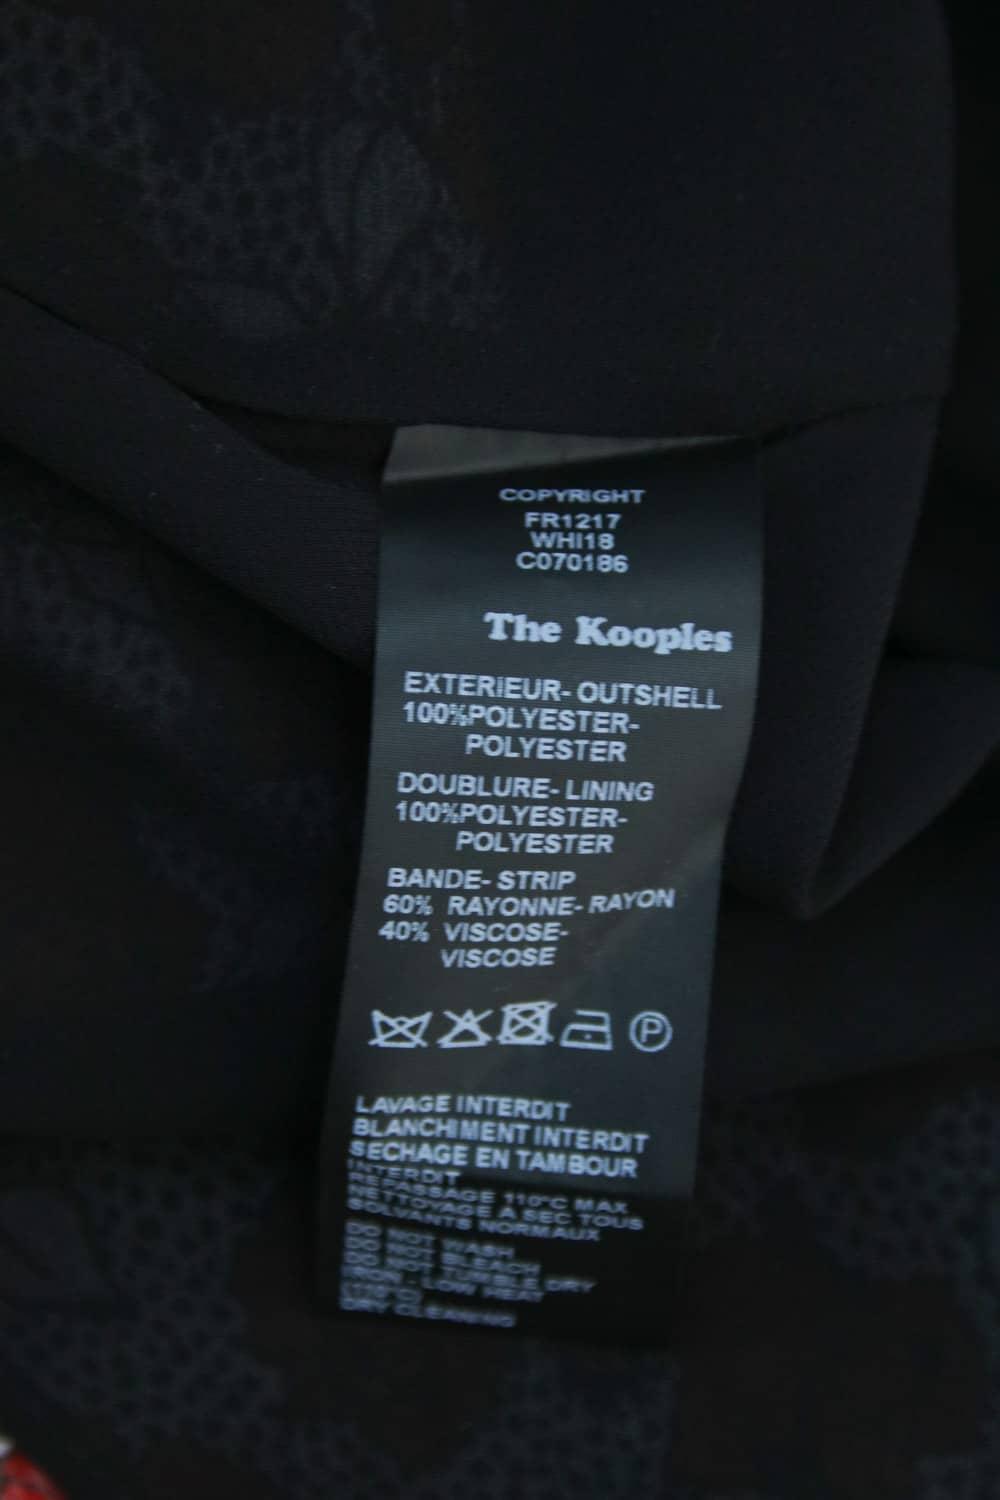 COPYRIGHT
FR1217
WHI18
C070186
The Kooples
EXTERIEUR- OUTSHELL
100%POLYESTER-
POLYESTER
DOUBLURE- LINING
100%POLYESTER-
POLYESTER
BANDE- STRIP
60% RAYONNE- RAYON
40% VISCOSE-
VISCOSE
P
LAVAGE INTERDIT
BLANCHIMENT INTERDIT
SECHAGE EN TAMBOUR
INTERDIT
REPASSAGE 110°C MAX
NETTOYAGE A SEC TOUS
SOLVANTS NORMAUX
DO NOT WASH
DO NOT BLEACH
DO NOT TUMBLE DRY
IRON - LOW HEAT
(110°C)
DRY CLEANING